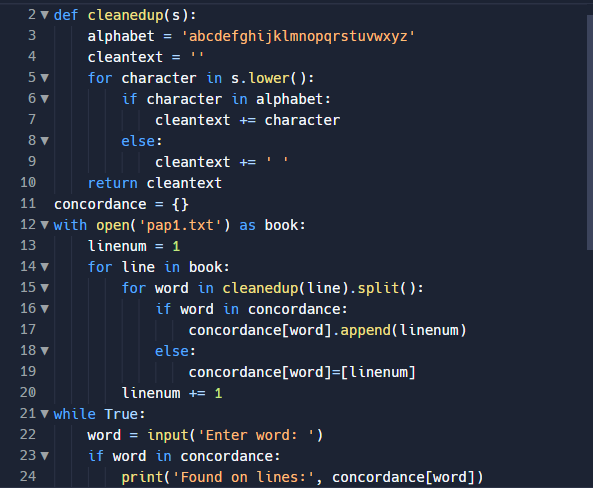 2 def cleanedup(s):
3     alphabet = 'abcdefghijklmnopqrstuvwxyz'
4     cleantext = ''
5     for character in s.lower():
6         if character in alphabet:
7             cleantext += character
8         else:
9             cleantext += ' '
10     return cleantext
11 concordance = {}
12 with open('pap1.txt') as book:
13     linenum = 1
14     for line in book:
15         for word in cleanedup(line).split():
16             if word in concordance:
17                 concordance[word].append(linenum)
18             else:
19                 concordance[word]=[linenum]
20         linenum += 1
21 while True:
22     word = input('Enter word: ')
23     if word in concordance:
24         print('Found on lines:', concordance[word])